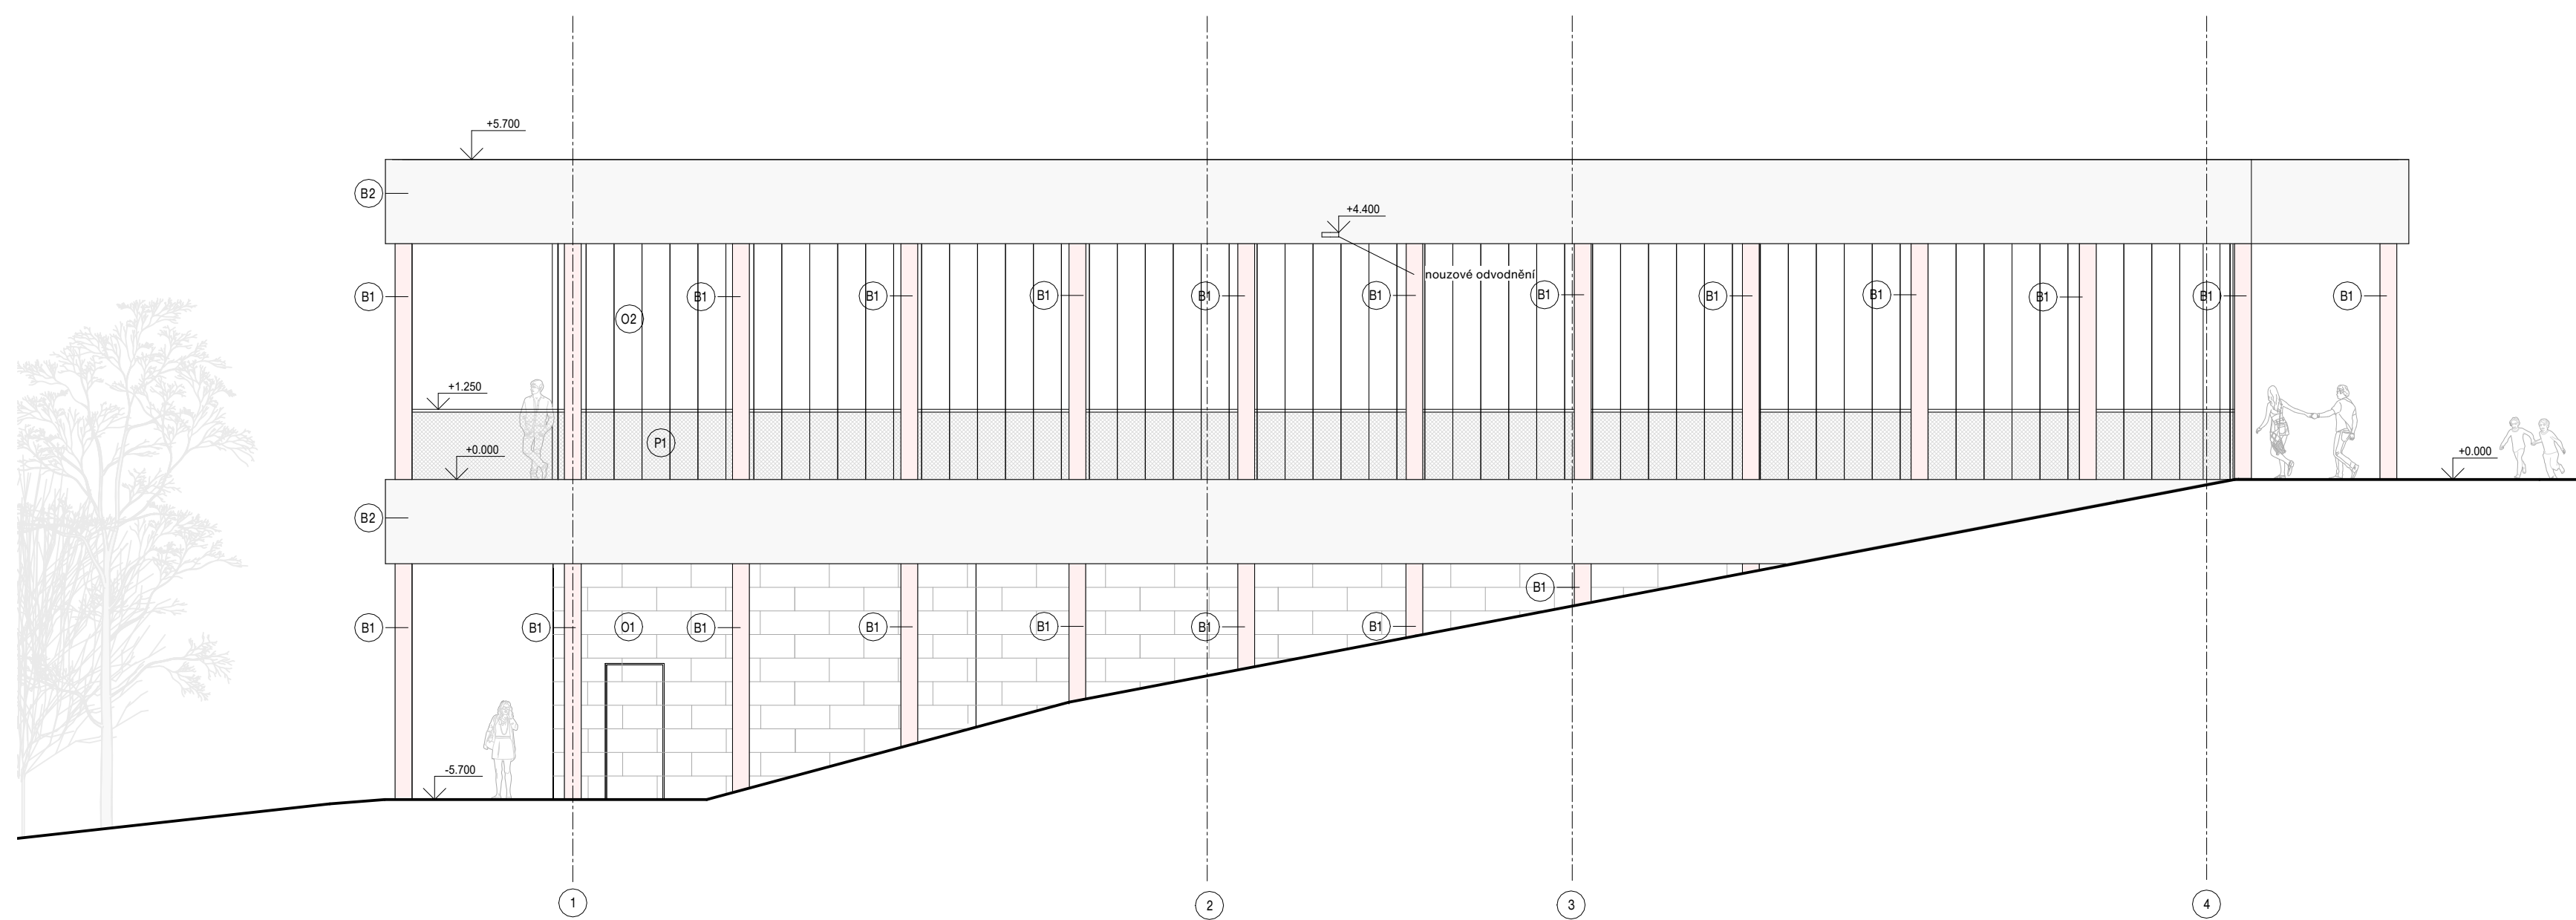 +5.700
B2
+4.400
nouzové odvodnění
B1 B1 B1 B1 B1 B1 B1 B1 B1 B1 B1 B1
O2
+1.250
P1
+0.000
+0.000
B2
B1
B1 B1 O1 B1 B1 B1 B1 B1
-5.700
1 2 3 4